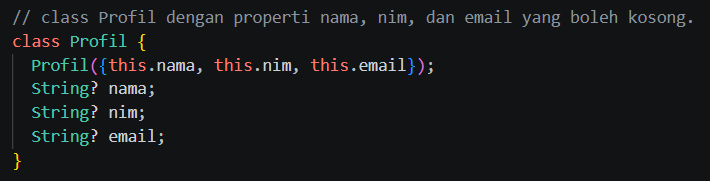 // class Profil dengan properti nama, nim, dan email yang boleh kosong.
class Profil {
  Profil({this.nama, this.nim, this.email});
  String? nama;
  String? nim;
  String? email;
}